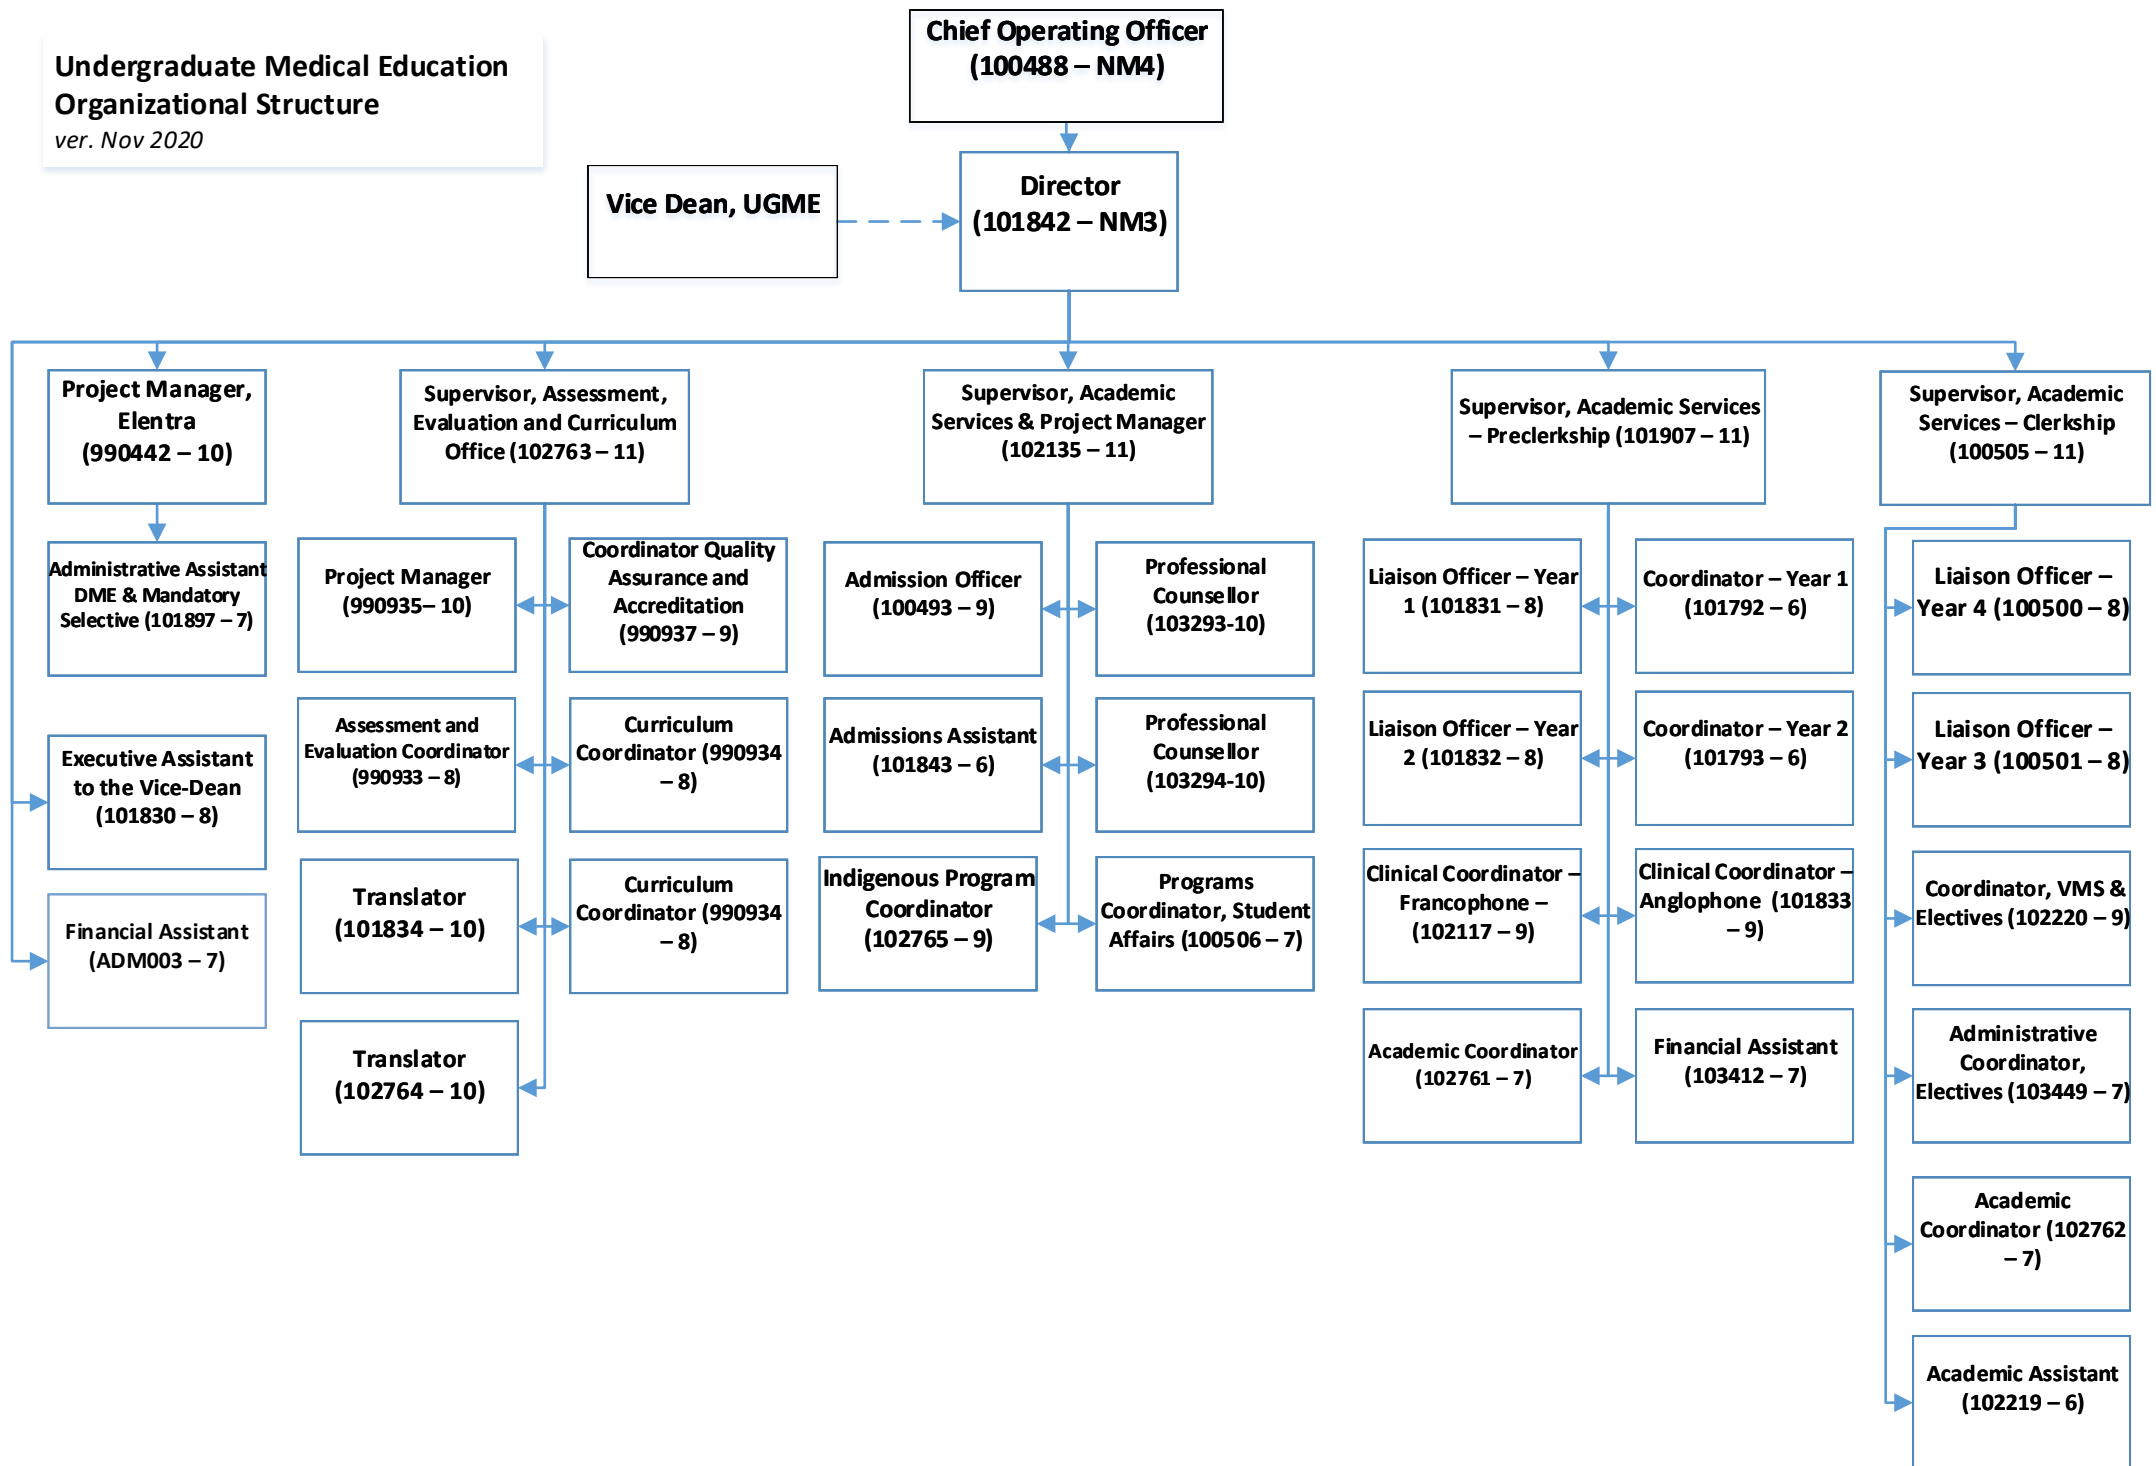 Undergraduate Medical Education
Organizational Structure
ver. Nov 2020
Chief Operating Officer
(100488 – NM4)
Vice Dean, UGME
Director
(101842 – NM3)
Project Manager,
Elentra
(990442 – 10)
Supervisor, Assessment,
Evaluation and Curriculum
Office (102763 – 11)
Supervisor, Academic
Services & Project Manager
(102135 – 11)
Supervisor, Academic Services
– Preclerkship (101907 – 11)
Supervisor, Academic
Services – Clerkship
(100505 – 11)
Administrative Assistant
DME & Mandatory
Selective (101897 – 7)
Executive Assistant
to the Vice-Dean
(101830 – 8)
Financial Assistant
(ADM003 – 7)
Project Manager
(990935– 10)
Coordinator Quality
Assurance and
Accreditation
(990937 – 9)
Assessment and
Evaluation Coordinator
(990933 – 8)
Curriculum
Coordinator (990934
– 8)
Translator
(101834 – 10)
Curriculum
Coordinator (990934
– 8)
Translator
(102764 – 10)
Admission Officer
(100493 – 9)
Professional
Counsellor
(103293-10)
Admissions Assistant
(101843 – 6)
Professional
Counsellor
(103294-10)
Indigenous Program
Coordinator
(102765 – 9)
Programs
Coordinator, Student
Affairs (100506 – 7)
Liaison Officer – Year
1 (101831 – 8)
Coordinator – Year 1
(101792 – 6)
Liaison Officer – Year
2 (101832 – 8)
Coordinator – Year 2
(101793 – 6)
Clinical Coordinator –
Francophone –
(102117 – 9)
Clinical Coordinator –
Anglophone (101833
– 9)
Academic Coordinator
(102761 – 7)
Financial Assistant
(103412 – 7)
Liaison Officer –
Year 4 (100500 – 8)
Liaison Officer –
Year 3 (100501 – 8)
Coordinator, VMS &
Electives (102220 – 9)
Administrative
Coordinator,
Electives (103449 – 7)
Academic
Coordinator (102762
– 7)
Academic Assistant
(102219 – 6)